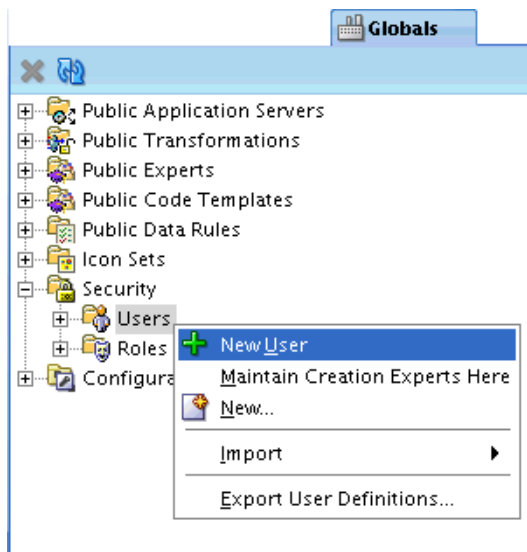 Globals
Public Application Servers
Public Transformations
Public Experts
Public Code Templates
Public Data Rules
Icon Sets
Security
Users
New User
Roles
Maintain Creation Experts Here
Configura
New...
Import
Export User Definitions...